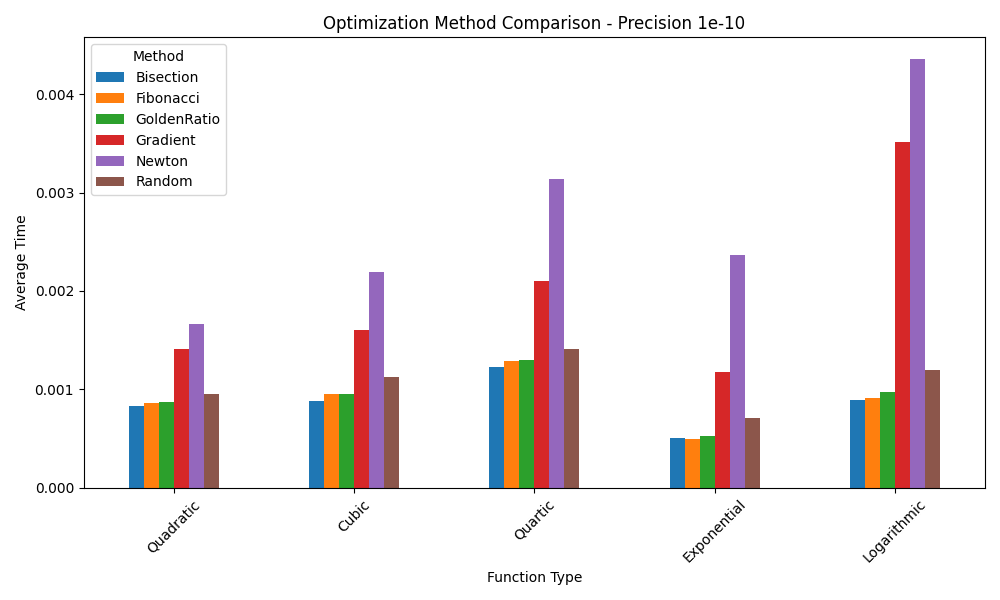 Optimization Method Comparison - Precision 1e-10
Method
Bisection
Fibonacci
GoldenRatio
Gradient
Newton
Random
Average Time
0.004
0.003
0.002
0.001
0.000
Quadratic
Cubic
Quartic
Exponential
Logarithmic
Function Type